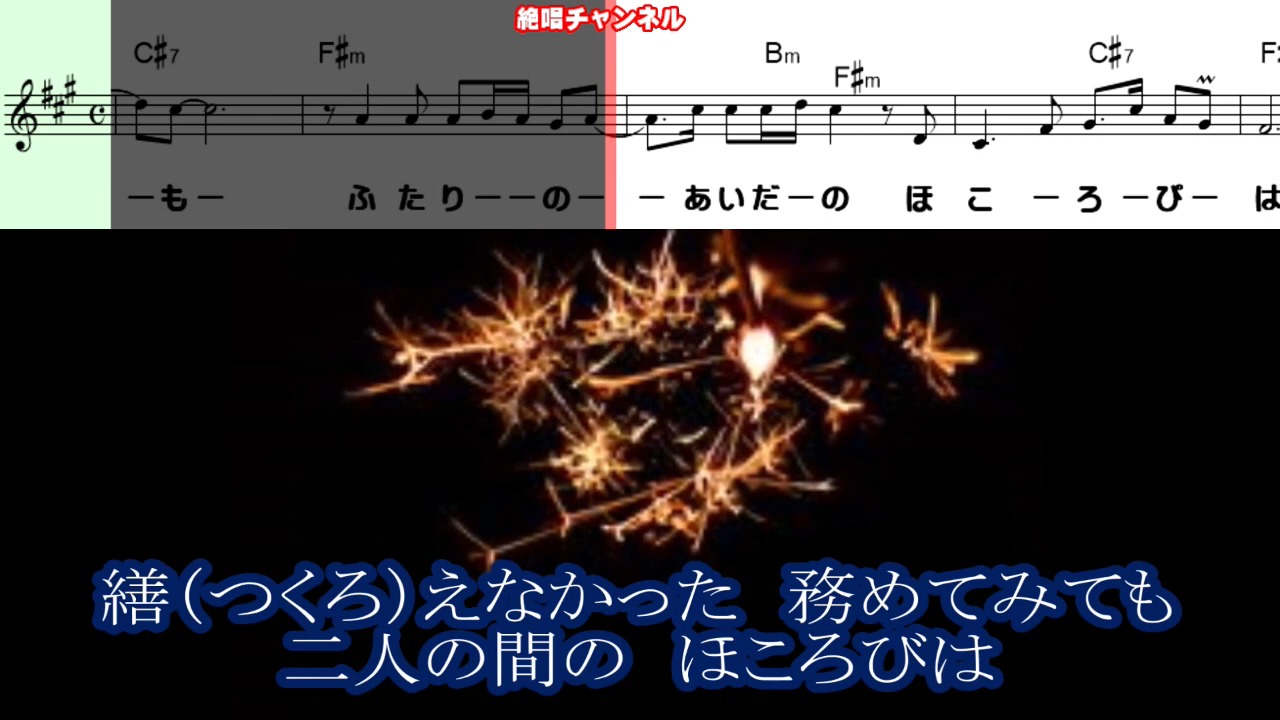 絶唱チャンネル
C#7 F#m Bm F#m C#7
ーもー ふたりーーのー ーあいだーの ほこーろーびーは
繕(つくろ)えなかった 務めてみても
二人の間の ほころびは